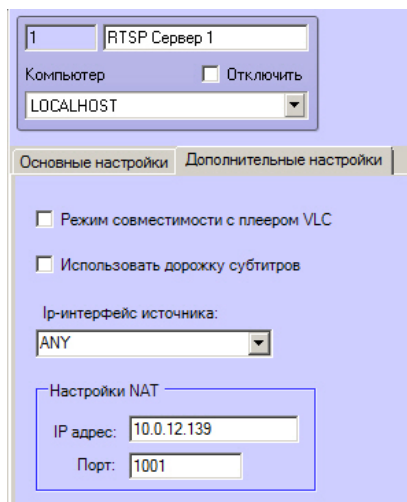 1 RTSP Сервер 1
Компьютер Отключить
LOCALHOST
Основные настройки Дополнительные настройки
Режим совместимости с плеером VLC
Использовать дорожку субтитров
Ip-интерфейс источника:
ANY
Настройки NAT
IP адрес: 10.0.12.139
Порт: 1001